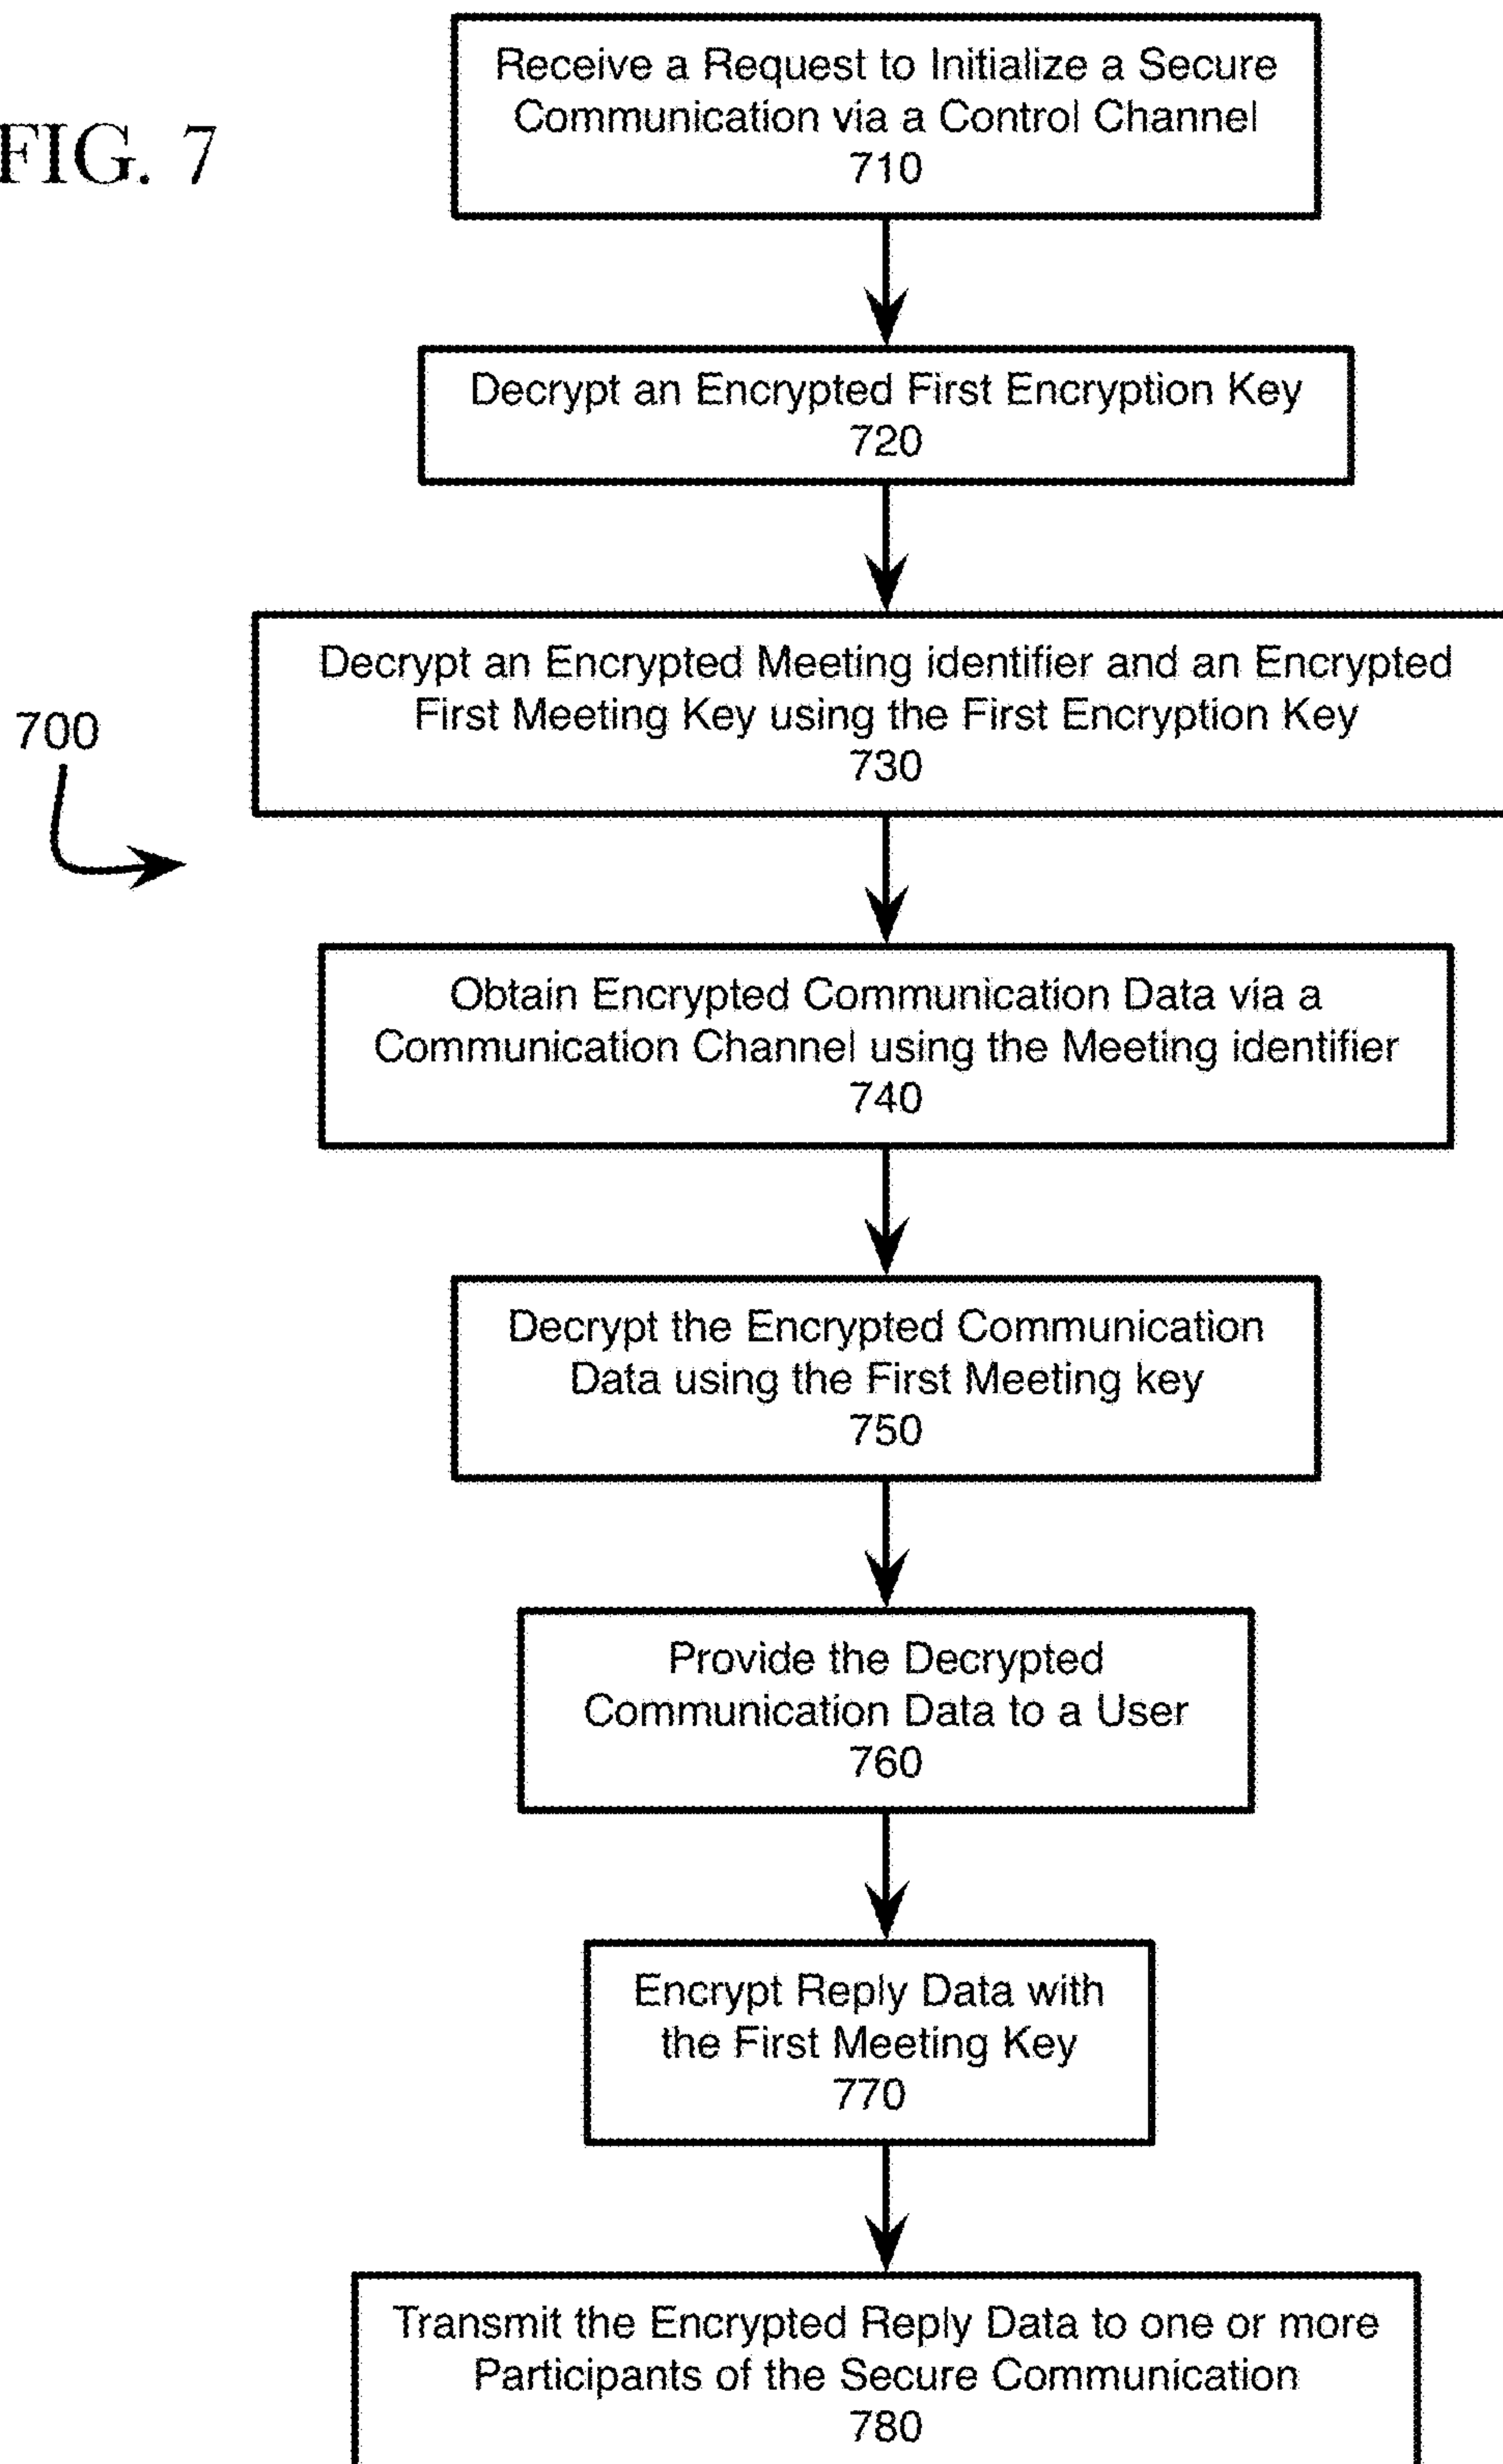 FIG. 7
Receive a Request to Initialize a Secure
Communication via a Control Channel
710
Decrypt an Encrypted First Encryption Key
720
Decrypt an Encrypted Meeting identifier and an Encrypted
First Meeting Key using the First Encryption Key
730
700
Obtain Encrypted Communication Data via a
Communication Channel using the Meeting identifier
740
Decrypt the Encrypted Communication
Data using the First Meeting key
750
Provide the Decrypted
Communication Data to a User
760
Encrypt Reply Data with
the First Meeting Key
770
Transmit the Encrypted Reply Data to one or more
Participants of the Secure Communication
780